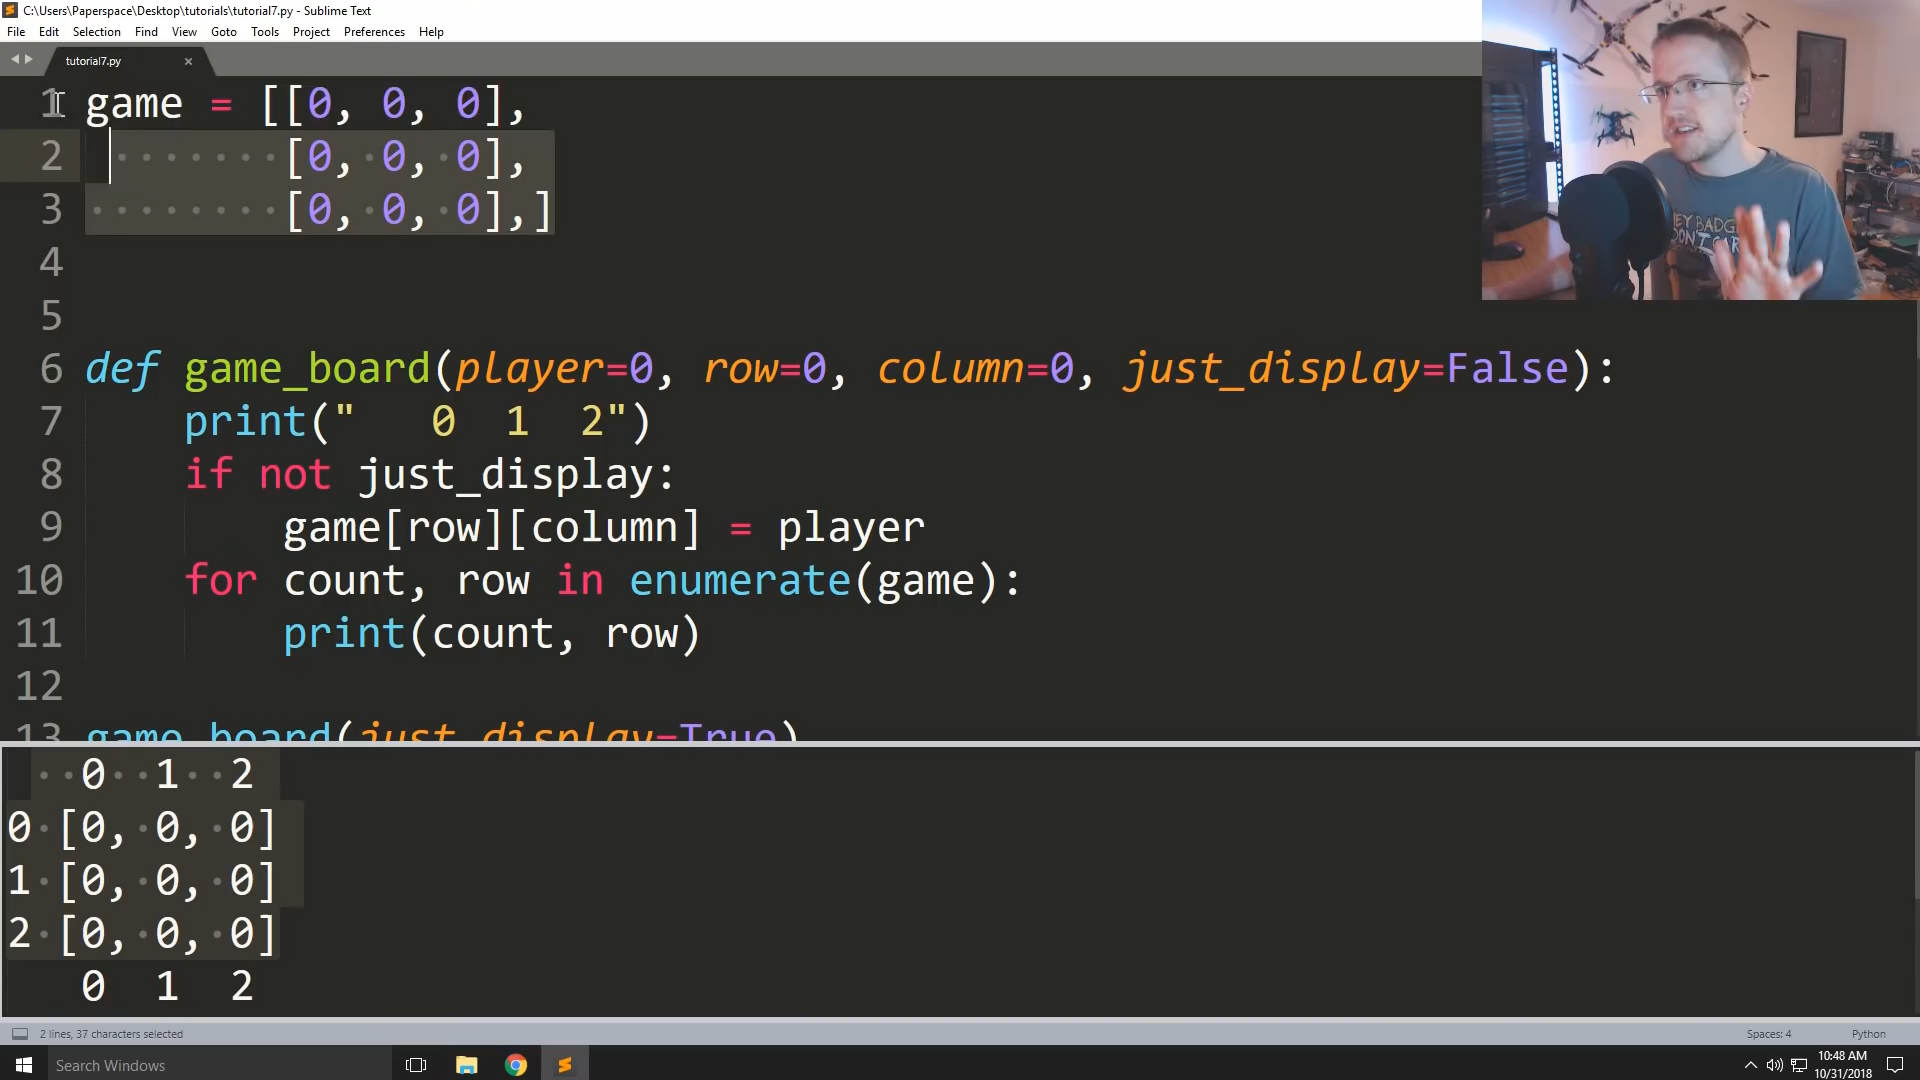 C:\Users\Paperspace\Desktop\tutorials\tutorial7.py - Sublime Text
File Edit Selection Find View Goto Tools Project Preferences Help
tutorial7.py ×
1 game = [[0, 0, 0],
2 [0, 0, 0],
3 [0, 0, 0],]
4
5
6 def game_board(player=0, row=0, column=0, just_display=False):
7 print("   0  1  2")
8 if not just_display:
9 game[row][column] = player
10 for count, row in enumerate(game):
11 print(count, row)
12
13 game_board(just_display=True)
0 1 2
0 [0, 0, 0]
1 [0, 0, 0]
2 [0, 0, 0]
0 1 2
2 lines, 37 characters selected
Spaces: 4 Python
Search Windows
10:48 AM
10/31/2018